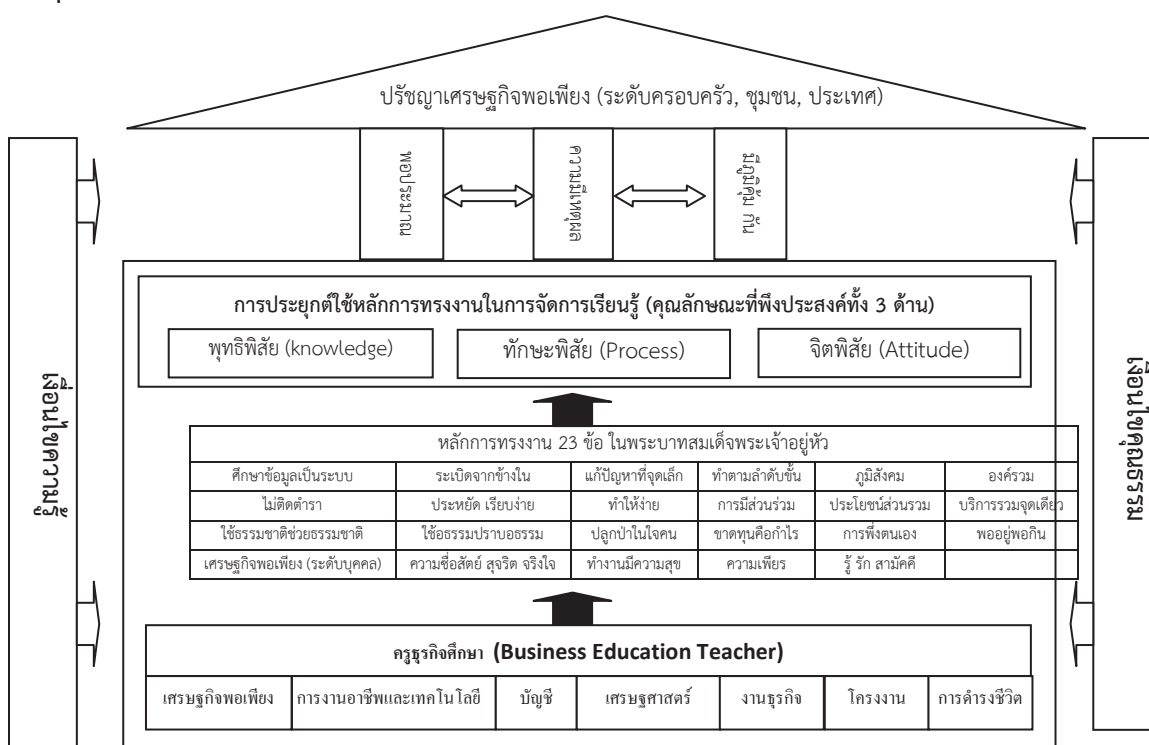 ปรัชญาเศรษฐกิจพอเพียง (ระดับครอบครัว, ชุมชน, ประเทศ)
พอประมาณ
ความมีเหตุผล
มีภูมิคุ้ม กัน
เงื่อนไขความรู้
เงื่อนไขคุณธรรม
การประยุกต์ใช้หลักการทรงงานในการจัดการเรียนรู้ (คุณลักษณะที่พึงประสงค์ทั้ง 3 ด้าน)
พุทธิพิสัย (knowledge)
ทักษะพิสัย (Process)
จิตพิสัย (Attitude)
หลักการทรงงาน 23 ข้อ ในพระบาทสมเด็จพระเจ้าอยู่หัว
ศึกษาข้อมูลเป็นระบบ ระเบิดจากข้างใน แก้ปัญหาที่จุดเล็ก ทำตามลำดับขั้น ภูมิสังคม องค์รวม
ไม่ติดตำรา ประหยัด เรียบง่าย ทำให้ง่าย การมีส่วนร่วม ประโยชน์ส่วนรวม บริการรวมจุดเดียว
ใช้ธรรมชาติช่วยธรรมชาติ ใช้อธรรมปราบอธรรม ปลูกป่าในใจคน ขาดทุนคือกำไร การพึ่งตนเอง พออยู่พอกิน
เศรษฐกิจพอเพียง (ระดับบุคคล) ความซื่อสัตย์ สุจริต จริงใจ ทำงานมีความสุข ความเพียร รู้ รัก สามัคคี
ครูธุรกิจศึกษา (Business Education Teacher)
เศรษฐกิจพอเพียง การงานอาชีพและเทคโนโลยี บัญชี เศรษฐศาสตร์ งานธุรกิจ โครงงาน การดำรงชีวิต